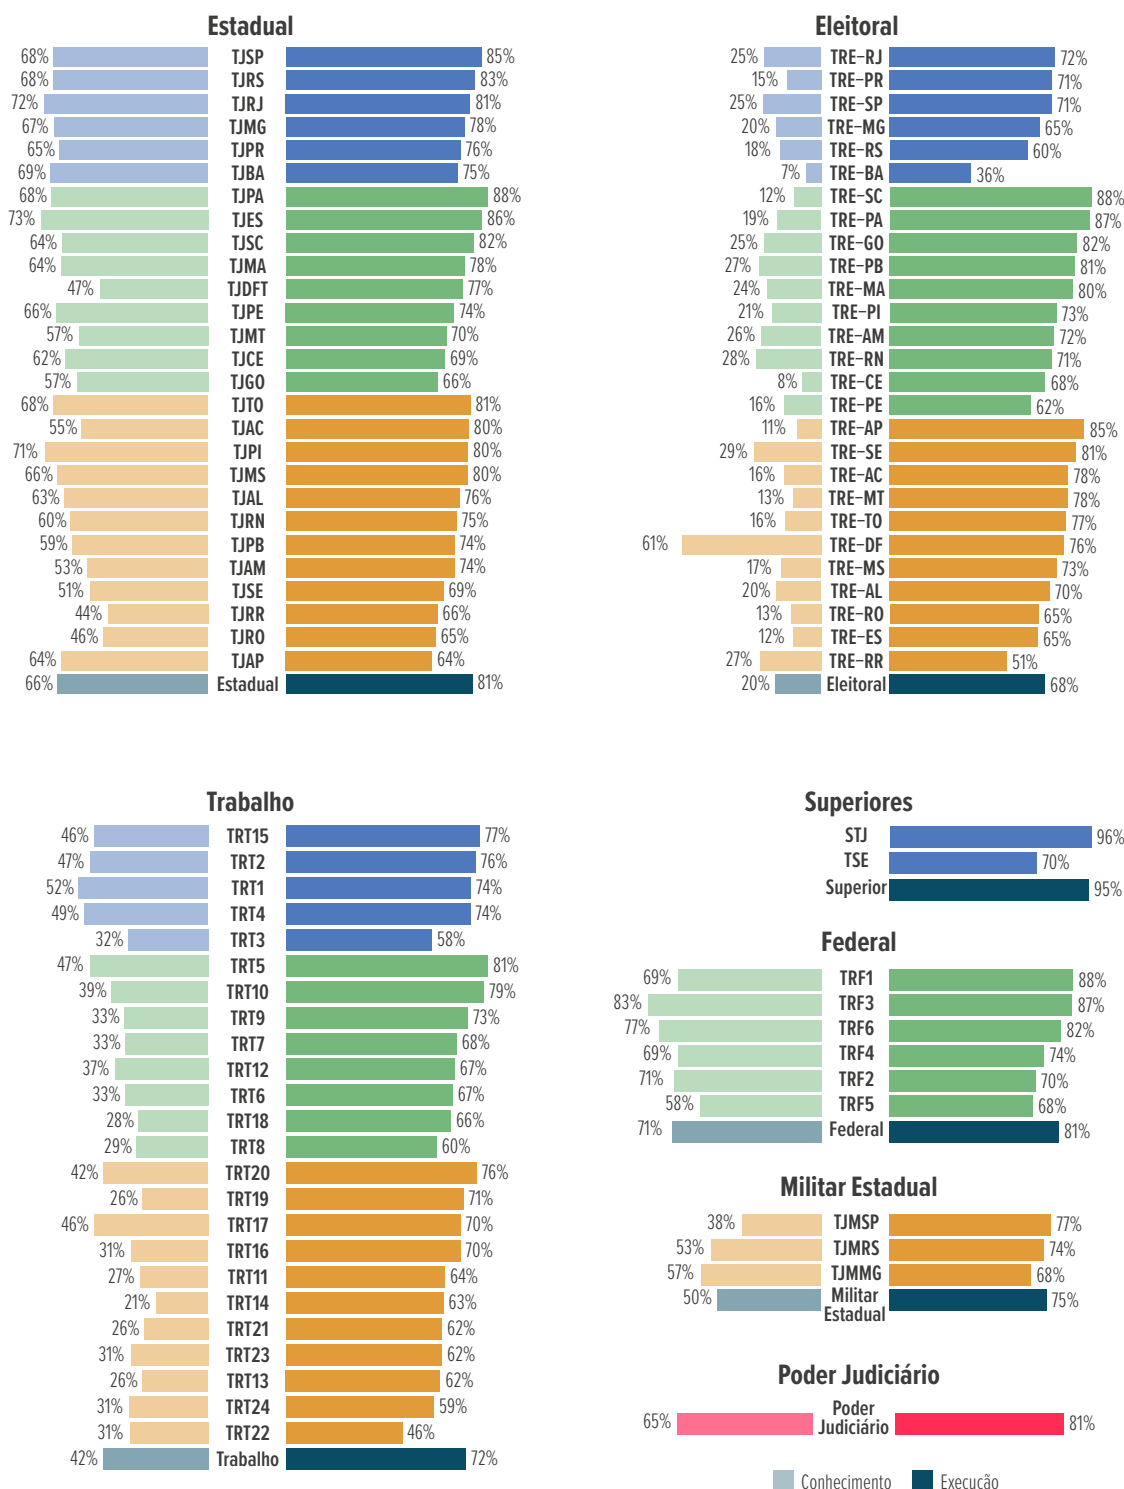 Estadual
68% TJSP 85%
68% TJRS 83%
72% TJRJ 81%
67% TJMG 78%
65% TJPR 76%
69% TJBA 75%
68% TJPA 88%
73% TJES 86%
64% TJSC 82%
64% TJMA 78%
47% TJDFT 77%
66% TJPE 74%
57% TJMT 70%
62% TJCE 69%
57% TJGO 66%
68% TJTO 81%
55% TJAC 80%
71% TJPI 80%
66% TJMS 80%
63% TJAL 76%
60% TJRN 75%
59% TJPB 74%
53% TJAM 74%
51% TJSE 69%
44% TJRR 66%
46% TJRO 65%
64% TJAP 64%
66% Estadual 81%
Eleitoral
25% TRE-RJ 72%
15% TRE-PR 71%
25% TRE-SP 71%
20% TRE-MG 65%
18% TRE-RS 60%
7% TRE-BA 36%
12% TRE-SC 88%
19% TRE-PA 87%
25% TRE-GO 82%
27% TRE-PB 81%
24% TRE-MA 80%
21% TRE-PI 73%
26% TRE-AM 72%
28% TRE-RN 71%
8% TRE-CE 68%
16% TRE-PE 62%
11% TRE-AP 85%
29% TRE-SE 81%
16% TRE-AC 78%
13% TRE-MT 78%
16% TRE-TO 77%
61% TRE-DF 76%
17% TRE-MS 73%
20% TRE-AL 70%
13% TRE-RO 65%
12% TRE-ES 65%
27% TRE-RR 51%
20% Eleitoral 68%
Trabalho
46% TRT15 77%
47% TRT2 76%
52% TRT1 74%
49% TRT4 74%
32% TRT3 58%
47% TRT5 81%
39% TRT10 79%
33% TRT9 73%
33% TRT7 68%
37% TRT12 67%
33% TRT6 67%
28% TRT18 66%
29% TRT8 60%
42% TRT20 76%
26% TRT19 71%
46% TRT17 70%
31% TRT16 70%
27% TRT11 64%
21% TRT14 63%
26% TRT21 62%
31% TRT23 62%
26% TRT13 62%
31% TRT24 59%
31% TRT22 46%
42% Trabalho 72%
Superiores
STJ 96%
TSE 70%
Superior 95%
Federal
69% TRF1 88%
83% TRF3 87%
77% TRF6 82%
69% TRF4 74%
71% TRF2 70%
58% TRF5 68%
71% Federal 81%
Militar Estadual
38% TJMSP 77%
53% TJMRS 74%
57% TJMMG 68%
50% Militar 75%
Estadual
Poder Judiciário
Poder
65% Judiciário 81%
Conhecimento Execução